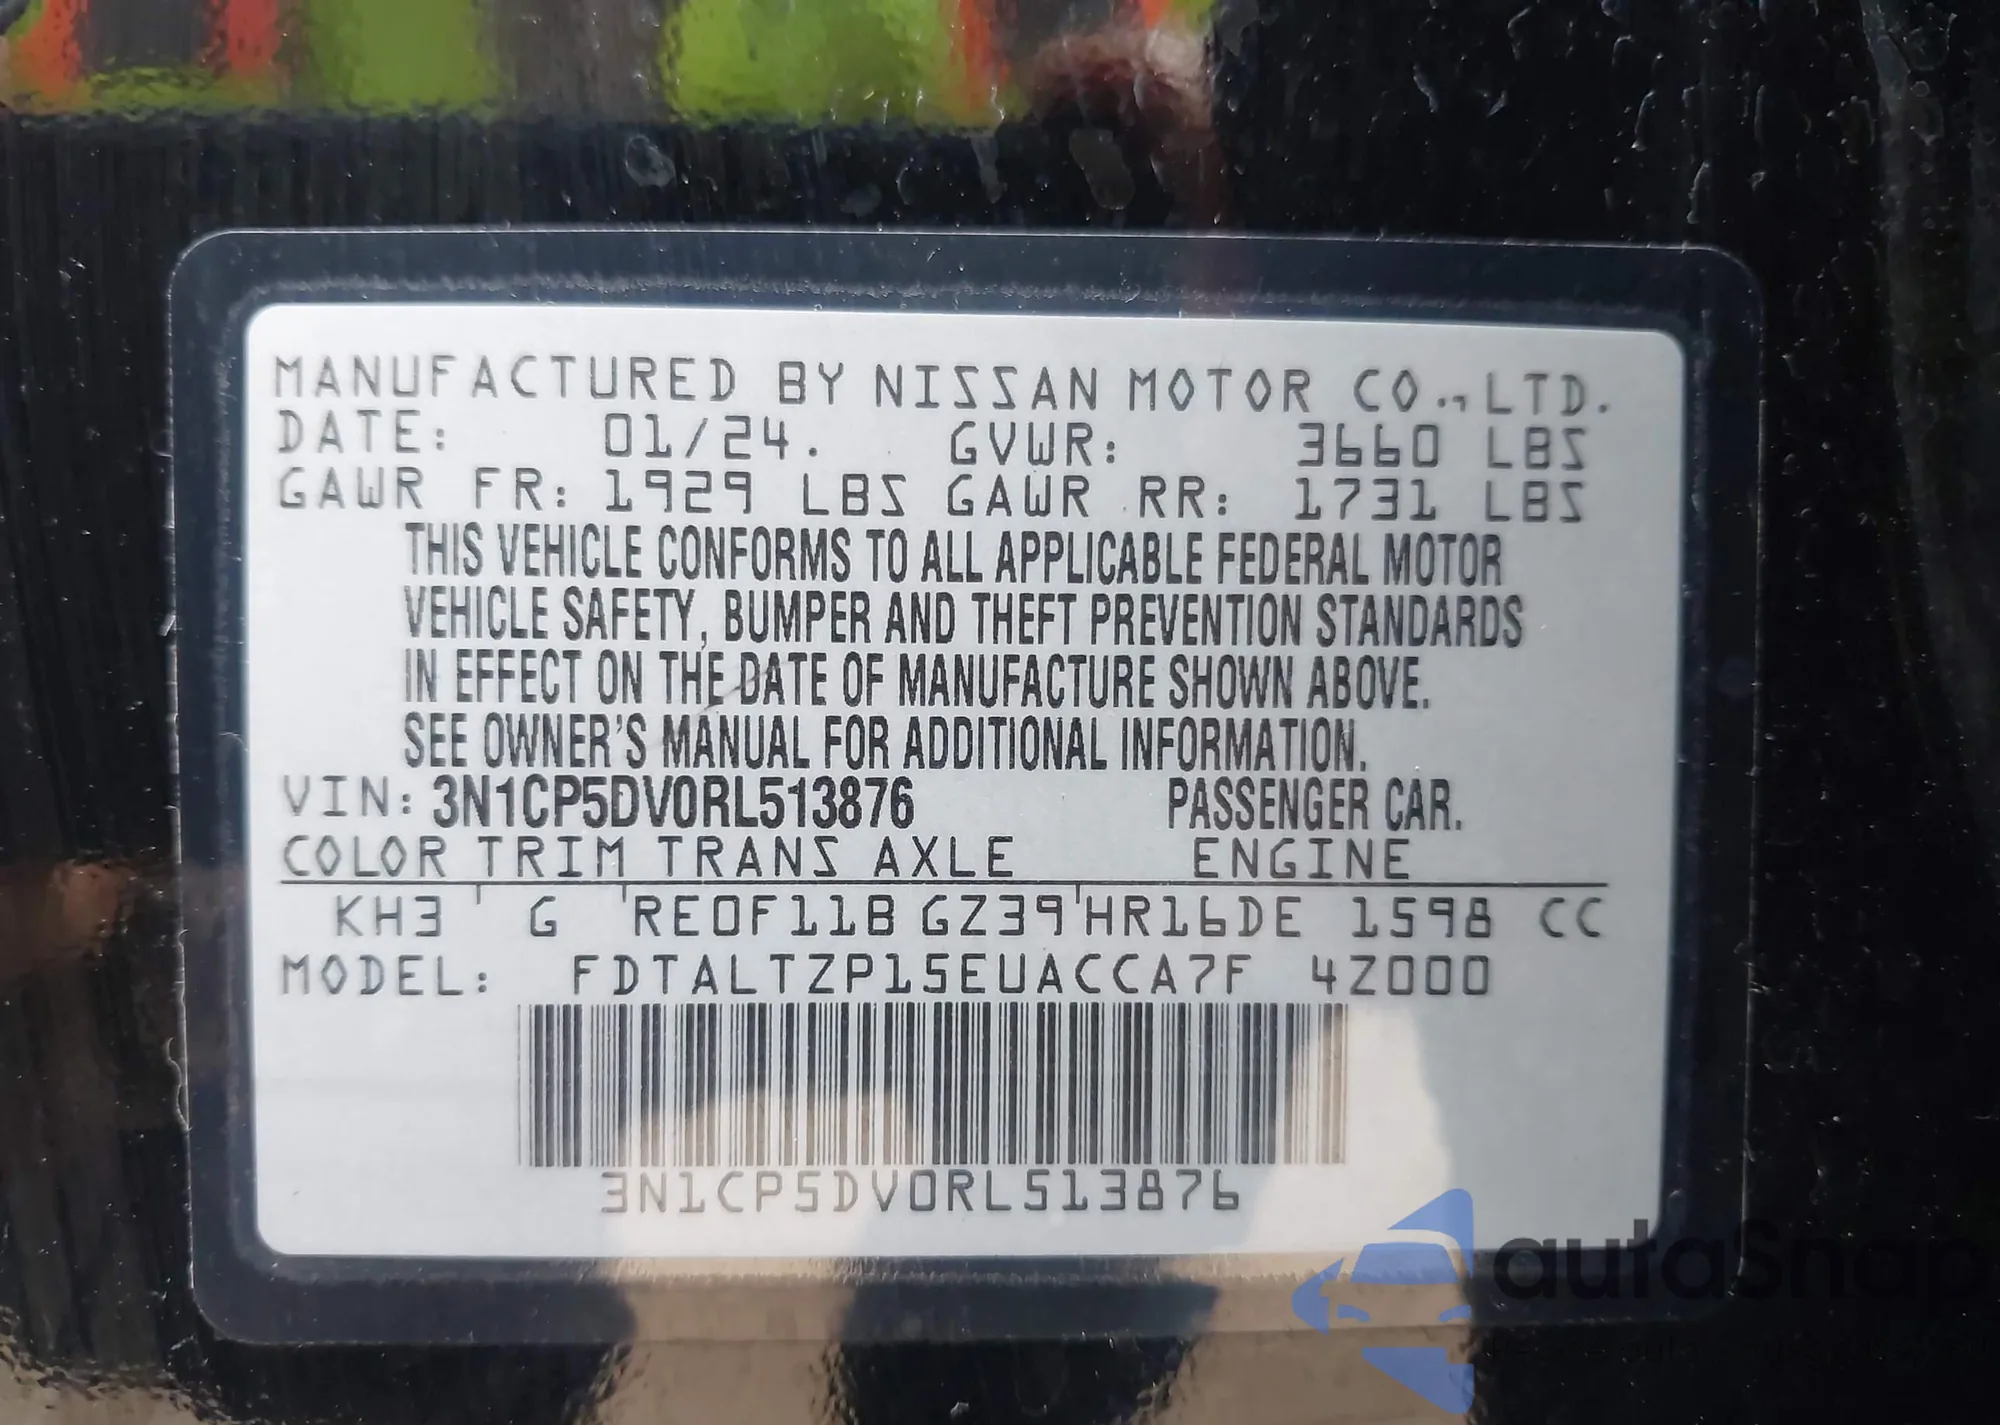 MANUFACTURED BY NISSAN MOTOR CO., LTD.
DATE: 01/24. GVWR: 3660 LBS
GAWR FR: 1929 LBS GAWR RR: 1731 LBS
THIS VEHICLE CONFORMS TO ALL APPLICABLE FEDERAL MOTOR
VEHICLE SAFETY, BUMPER AND THEFT PREVENTION STANDARDS
IN EFFECT ON THE DATE OF MANUFACTURE SHOWN ABOVE.
SEE OWNER'S MANUAL FOR ADDITIONAL INFORMATION.
VIN: 3N1CP5DV0RL513876 PASSENGER CAR.
COLOR TRIM TRANS AXLE ENGINE
KH3 G RE0F11B GZ39 HR16DE 1598 CC
MODEL: FDTALTZP15EUACCA7F 4Z000
3N1CP5DV0RL513876
autaSnap